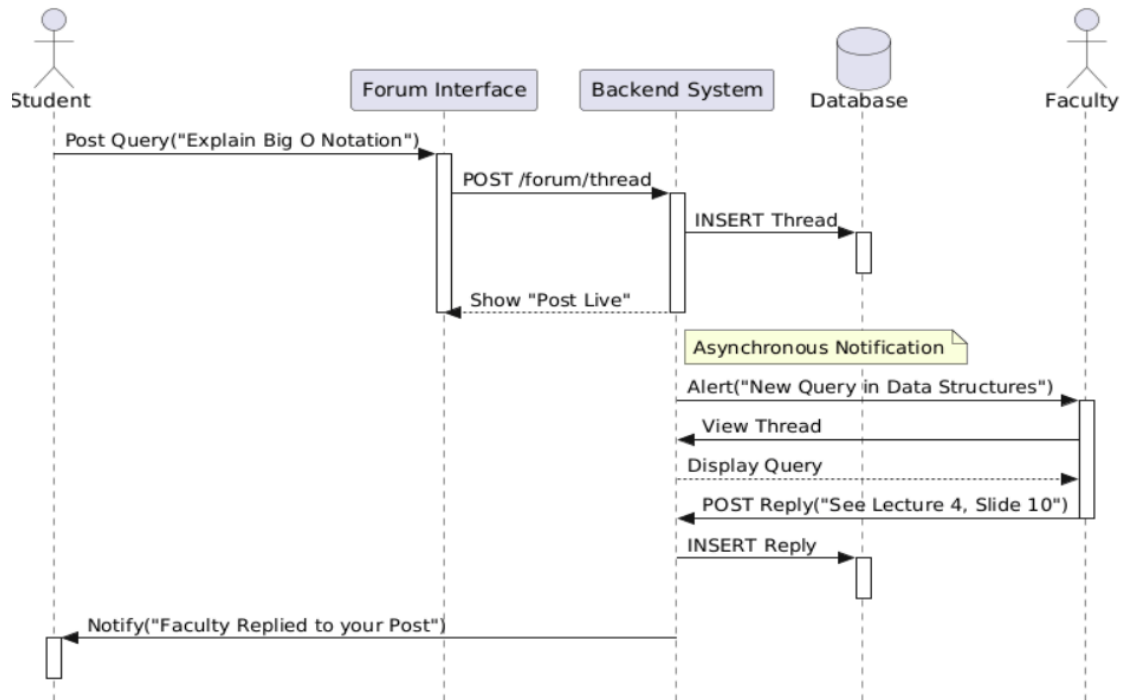 Student
Forum Interface
Backend System
Database
Faculty
Post Query("Explain Big O Notation")
POST /forum/thread
INSERT Thread
Show "Post Live"
Asynchronous Notification
Alert("New Query in Data Structures")
View Thread
Display Query
POST Reply("See Lecture 4, Slide 10")
INSERT Reply
Notify("Faculty Replied to your Post")